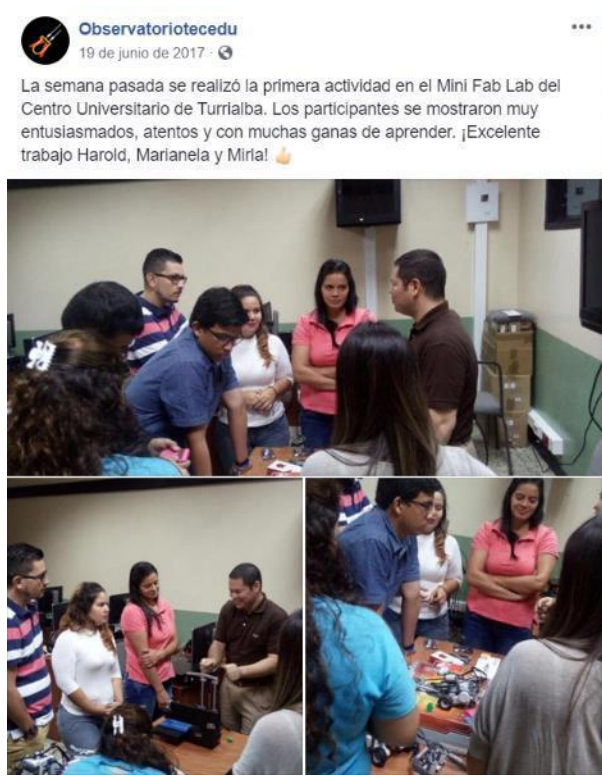 Observatoriotecedu
19 de junio de 2017 ·
La semana pasada se realizó la primera actividad en el Mini Fab Lab del
Centro Universitario de Turrialba. Los participantes se mostraron muy
entusiasmados, atentos y con muchas ganas de aprender. ¡Excelente
trabajo Harold, Marianela y Mirla! 👍